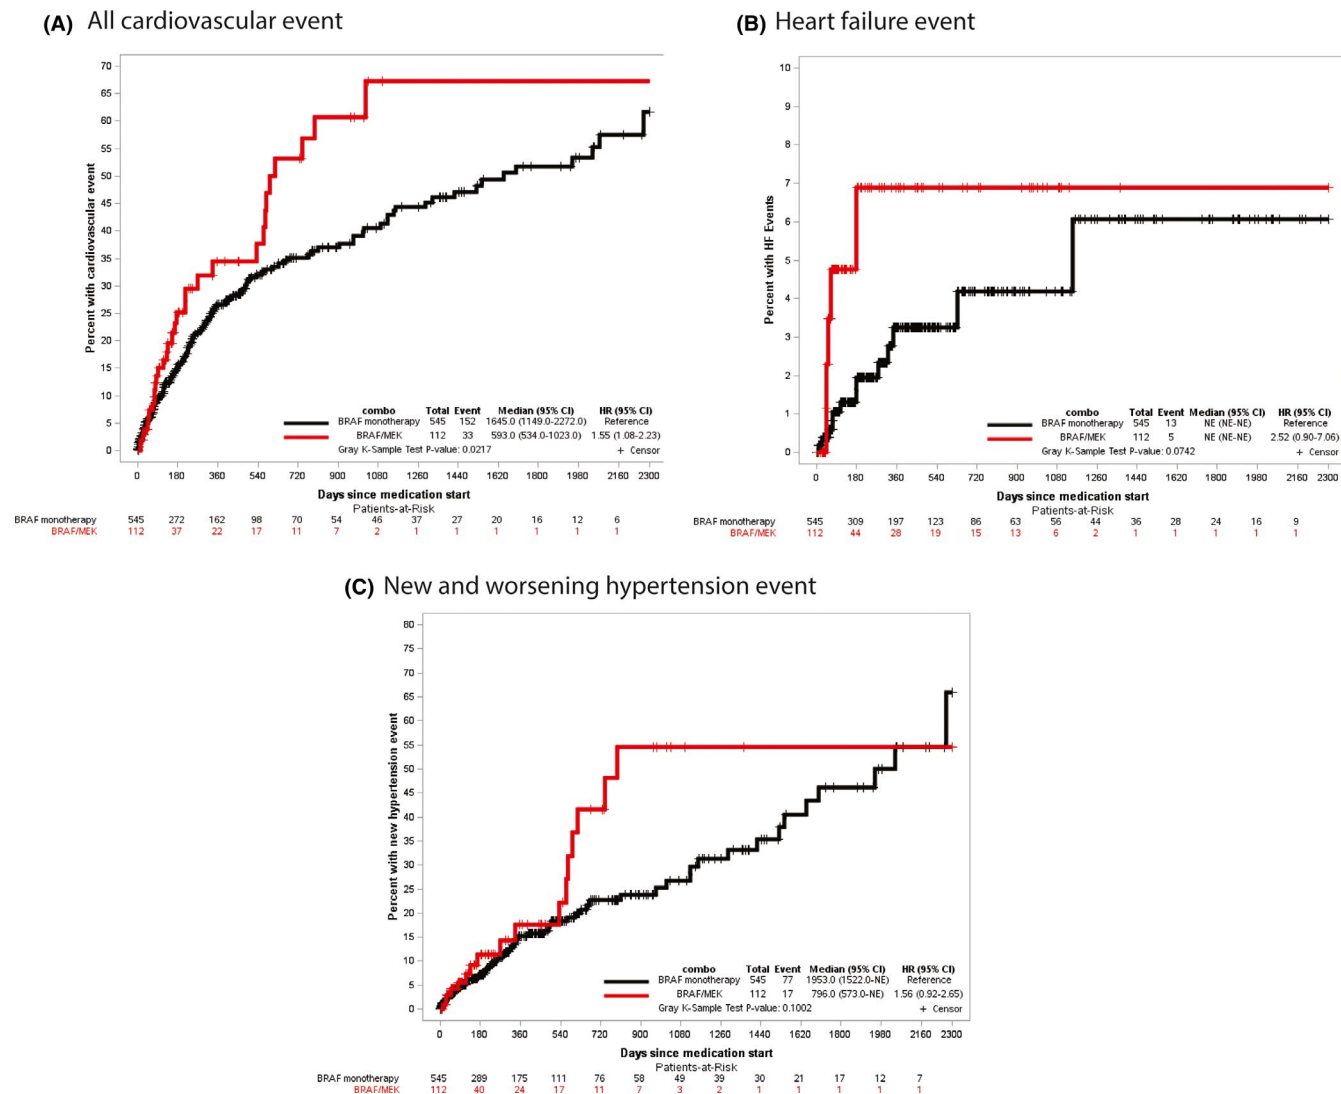 (A) All cardiovascular event
Percent with cardiovascular event
70
65
60
55
50
45
40
35
30
25
20
15
10
5
0
combo Total Event Median (95% CI) HR (95% CI)
BRAF monotherapy 545 152 1645.0 (1149.0-2272.0) Reference
BRAF/MEK 112 33 593.0 (534.0-1023.0) 1.55 (1.08-2.23)
Gray K-Sample Test P-value: 0.0217 + Censor
0 180 360 540 720 900 1080 1260 1440 1620 1800 1980 2160 2300
Days since medication start
Patients-at-Risk
BRAF monotherapy 545 272 162 98 70 54 46 37 27 20 16 12 6
BRAF/MEK 112 37 22 17 11 7 2 1 1 1 1 1 1
(B) Heart failure event
Percent with HF Events
10
9
8
7
6
5
4
3
2
1
0
combo Total Event Median (95% CI) HR (95% CI)
BRAF monotherapy 545 13 NE (NE-NE) Reference
BRAF/MEK 112 5 NE (NE-NE) 2.52 (0.90-7.06)
Gray K-Sample Test P-value: 0.0742 + Censor
0 180 360 540 720 900 1080 1260 1440 1620 1800 1980 2160 2300
Days since medication start
Patients-at-Risk
BRAF monotherapy 545 309 197 123 86 63 56 44 36 28 24 16 9
BRAF/MEK 112 44 28 19 15 13 6 2 1 1 1 1 1
(C) New and worsening hypertension event
Percent with new hypertension event
80
75
70
65
60
55
50
45
40
35
30
25
20
15
10
5
0
combo Total Event Median (95% CI) HR (95% CI)
BRAF monotherapy 545 77 1953.0 (1522.0-NE) Reference
BRAF/MEK 112 17 796.0 (573.0-NE) 1.56 (0.92-2.65)
Gray K-Sample Test P-value: 0.1002 + Censor
0 180 360 540 720 900 1080 1260 1440 1620 1800 1980 2160 2300
Days since medication start
Patients-at-Risk
BRAF monotherapy 545 289 175 111 76 58 49 39 30 21 17 12 7
BRAF/MEK 112 40 24 17 11 7 3 2 1 1 1 1 1